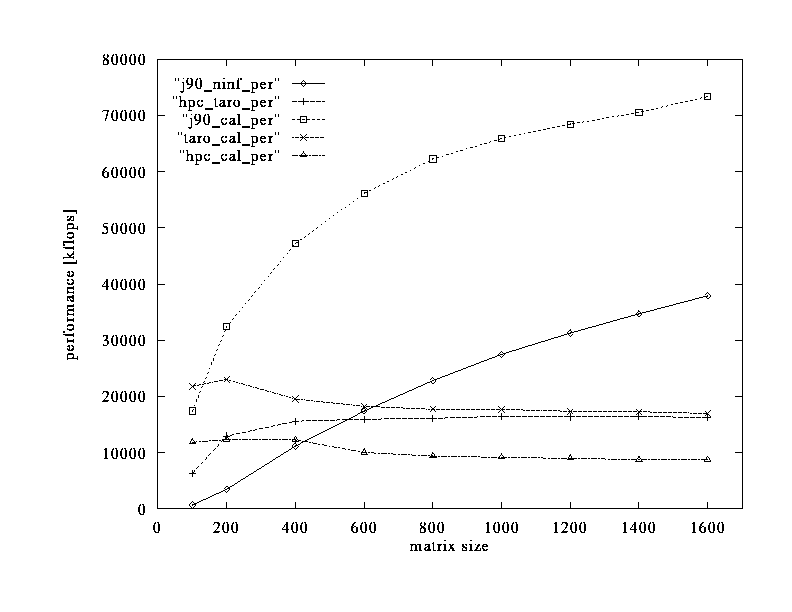 80000
70000
60000
50000
40000
30000
20000
10000
0
performance [kflops]
"j90_ninf_per"
"hpc_taro_per"
"j90_cal_per"
"taro_cal_per"
"hpc_cal_per"
0 200 400 600 800 1000 1200 1400 1600
matrix size